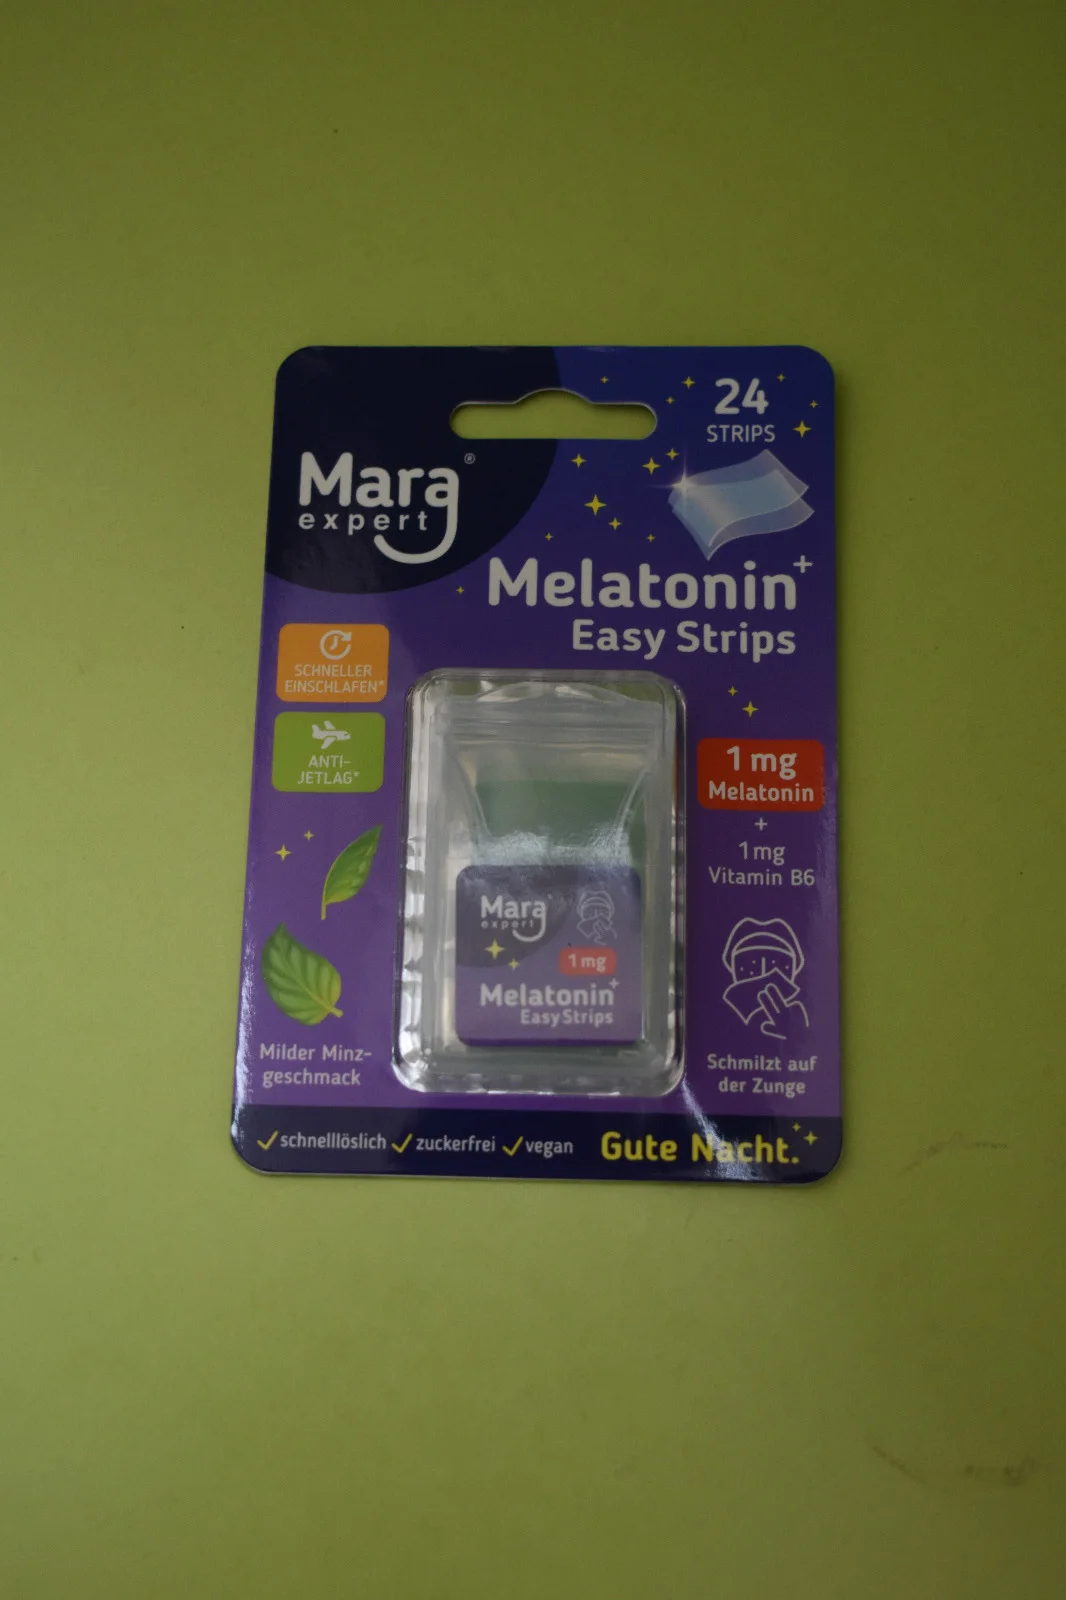 24
STRIPS
Mara®
expert
Melatonin+
Easy Strips
SCHNELLER
EINSCHLAFEN*
ANTI-
JETLAG*
1 mg
Melatonin
+
1 mg
Vitamin B6
Mara
expert
1 mg
Melatonin+
Easy Strips
Milder Minz-
geschmack
Schmilzt auf
der Zunge
schnelllöslich zuckerfrei vegan Gute Nacht.